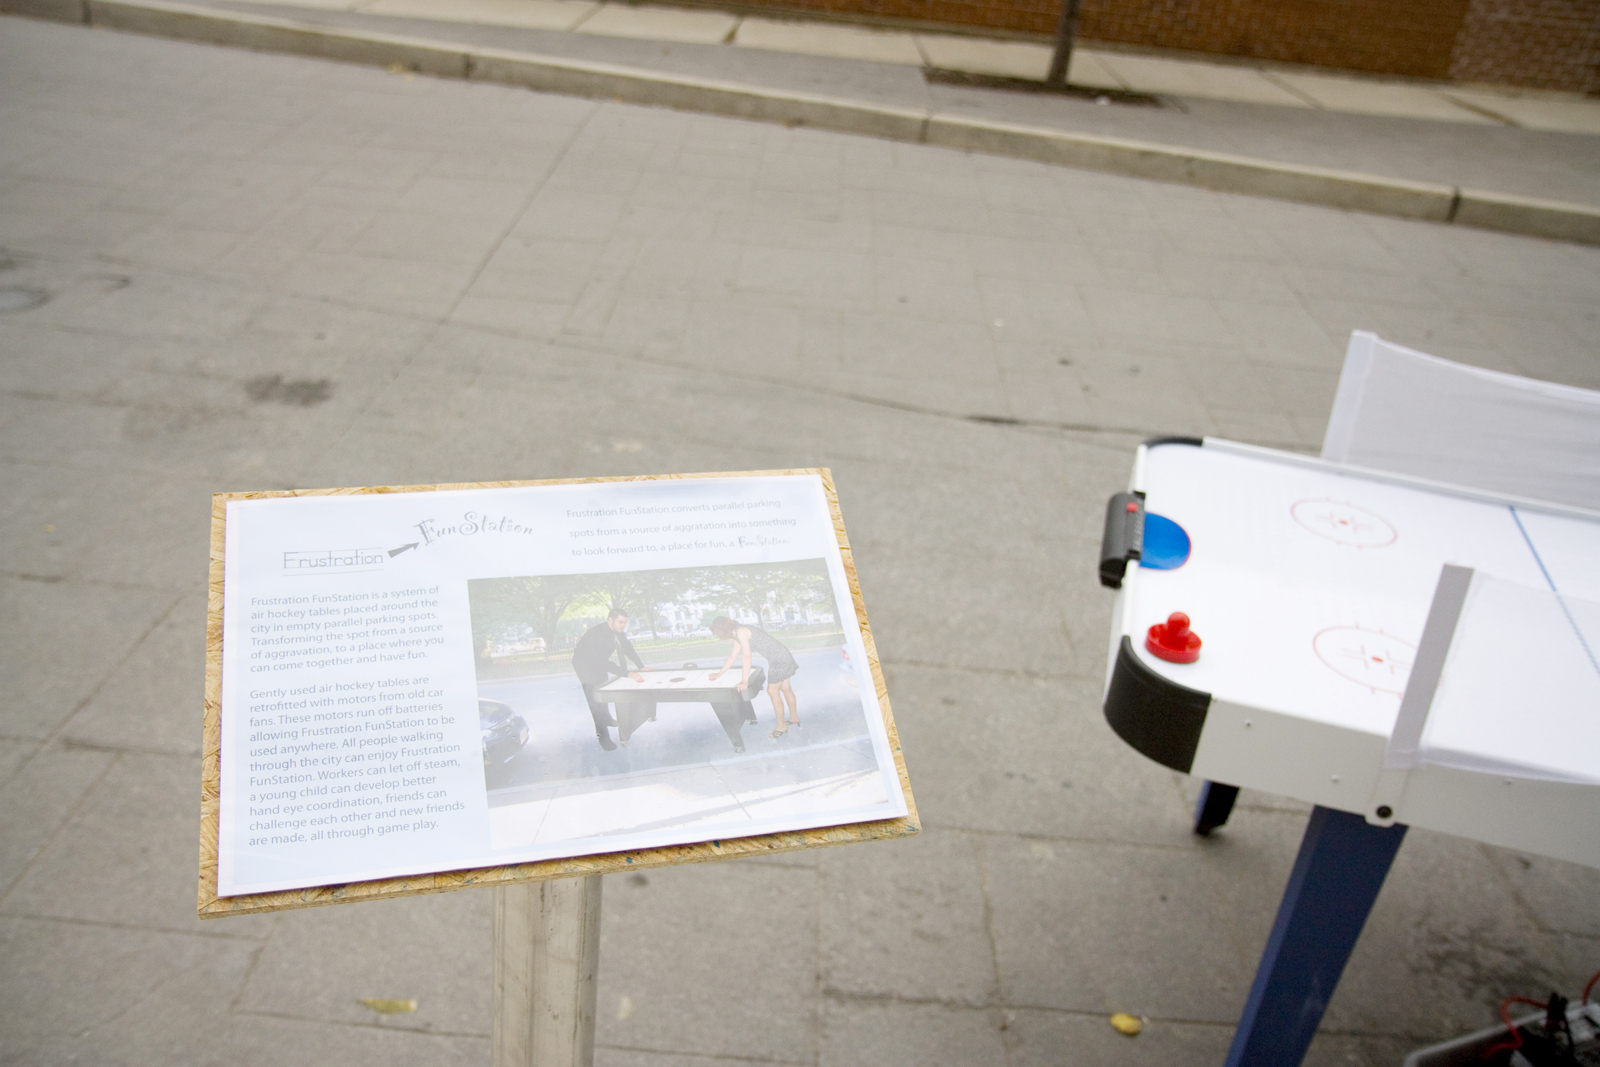 Frustration FunStation
Frustration FunStation converts parallel parking
spots from a source of aggratation into something
to look forward to, a place for fun, a FunStation.
Frustration FunStation is a system of
air hockey tables placed around the
city in empty parallel parking spots.
Transforming the spot from a source
of aggravation, to a place where you
can come together and have fun.
Gently used air hockey tables are
retrofitted with motors from old car
fans. These motors run off batteries
allowing Frustration FunStation to be
used anywhere. All people walking
through the city can enjoy Frustration
FunStation. Workers can let off steam,
a young child can develop better
hand eye coordination, friends can
challenge each other and new friends
are made, all through game play.